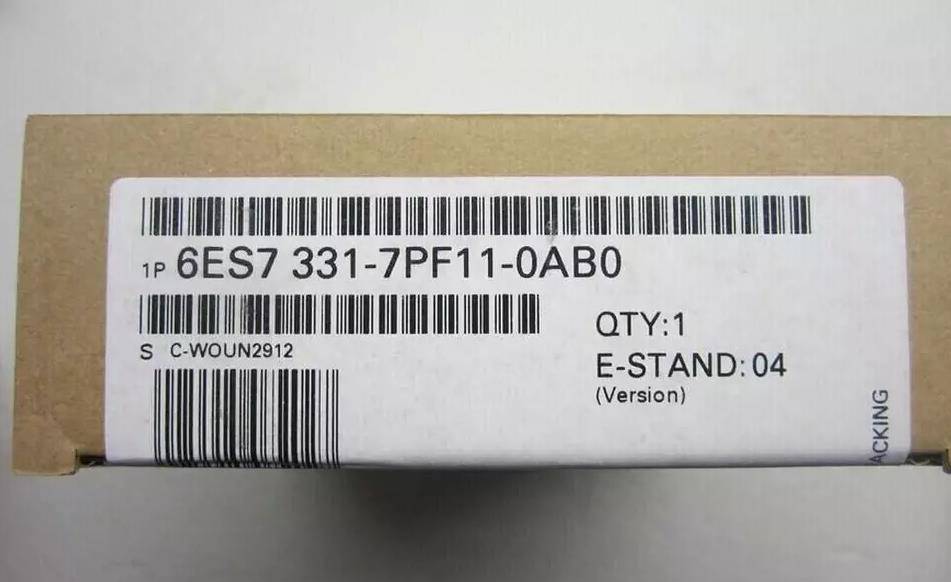 1P 6ES7 331-7PF11-0AB0
S C-WOUN2912
QTY:1
E-STAND:04
(Version)
ACKING